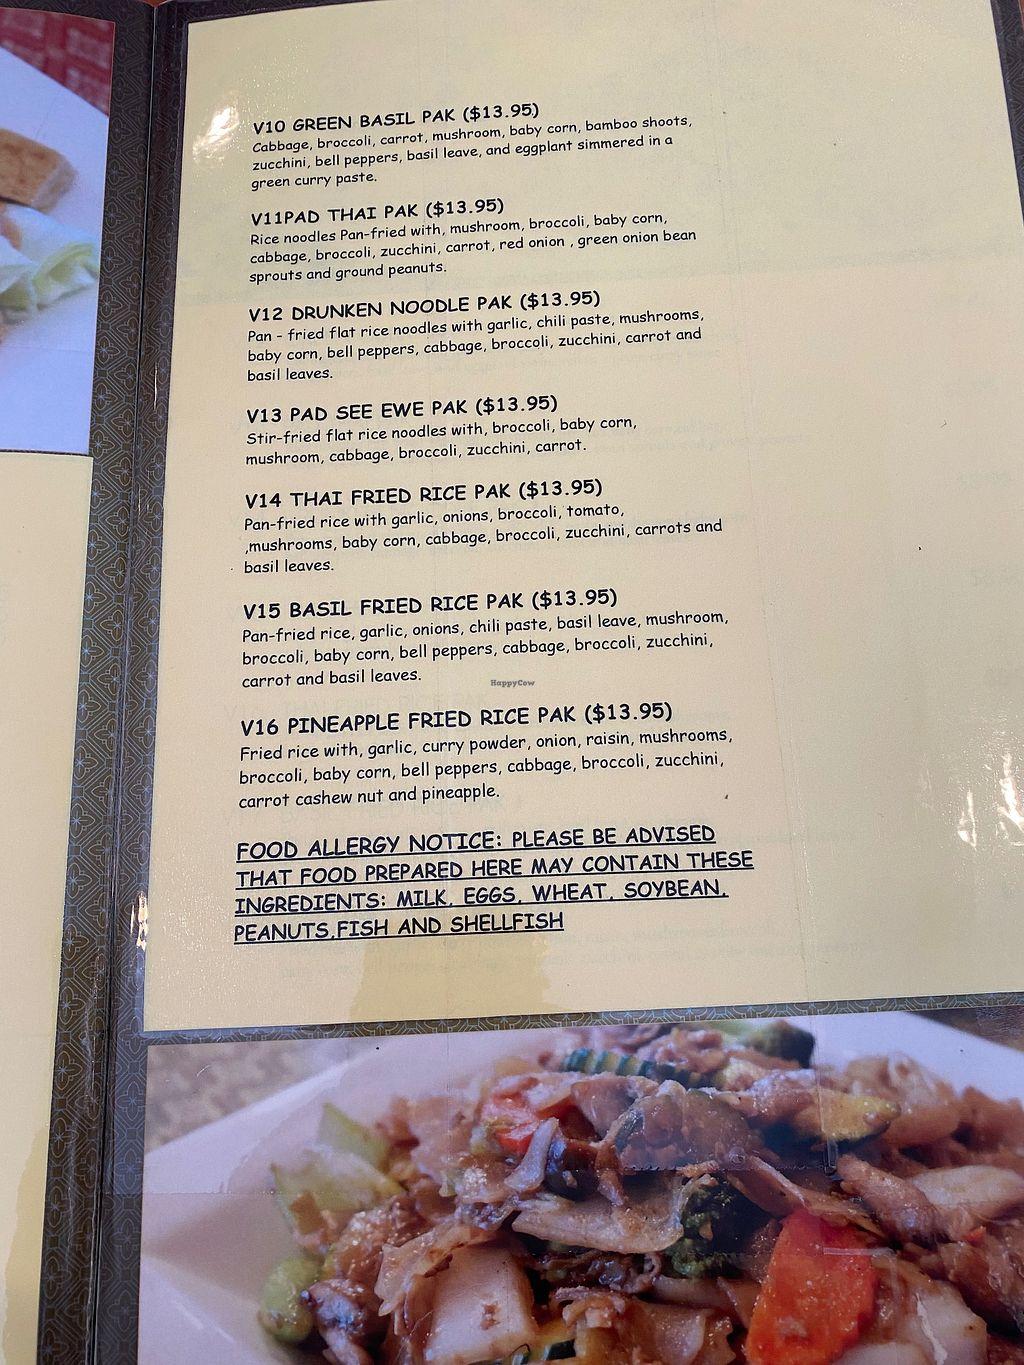 V10 GREEN BASIL PAK ($13.95)
Cabbage, broccoli, carrot, mushroom, baby corn, bamboo shoots,
zucchini, bell peppers, basil leave, and eggplant simmered in a
green curry paste.
V11PAD THAI PAK ($13.95)
Rice noodles Pan-fried with, mushroom, broccoli, baby corn,
cabbage, broccoli, zucchini, carrot, red onion , green onion bean
sprouts and ground peanuts.
V12 DRUNKEN NOODLE PAK ($13.95)
Pan - fried flat rice noodles with garlic, chili paste, mushrooms,
baby corn, bell peppers, cabbage, broccoli, zucchini, carrot and
basil leaves.
V13 PAD SEE EWE PAK ($13.95)
Stir-fried flat rice noodles with, broccoli, baby corn,
mushroom, cabbage, broccoli, zucchini, carrot.
V14 THAI FRIED RICE PAK ($13.95)
Pan-fried rice with garlic, onions, broccoli, tomato,
,mushrooms, baby corn, cabbage, broccoli, zucchini, carrots and
basil leaves.
V15 BASIL FRIED RICE PAK ($13.95)
Pan-fried rice, garlic, onions, chili paste, basil leave, mushroom,
broccoli, baby corn, bell peppers, cabbage, broccoli, zucchini,
carrot and basil leaves.
HappyCow
V16 PINEAPPLE FRIED RICE PAK ($13.95)
Fried rice with, garlic, curry powder, onion, raisin, mushrooms,
broccoli, baby corn, bell peppers, cabbage, broccoli, zucchini,
carrot cashew nut and pineapple.
FOOD ALLERGY NOTICE: PLEASE BE ADVISED
THAT FOOD PREPARED HERE MAY CONTAIN THESE
INGREDIENTS: MILK, EGGS, WHEAT, SOYBEAN,
PEANUTS,FISH AND SHELLFISH